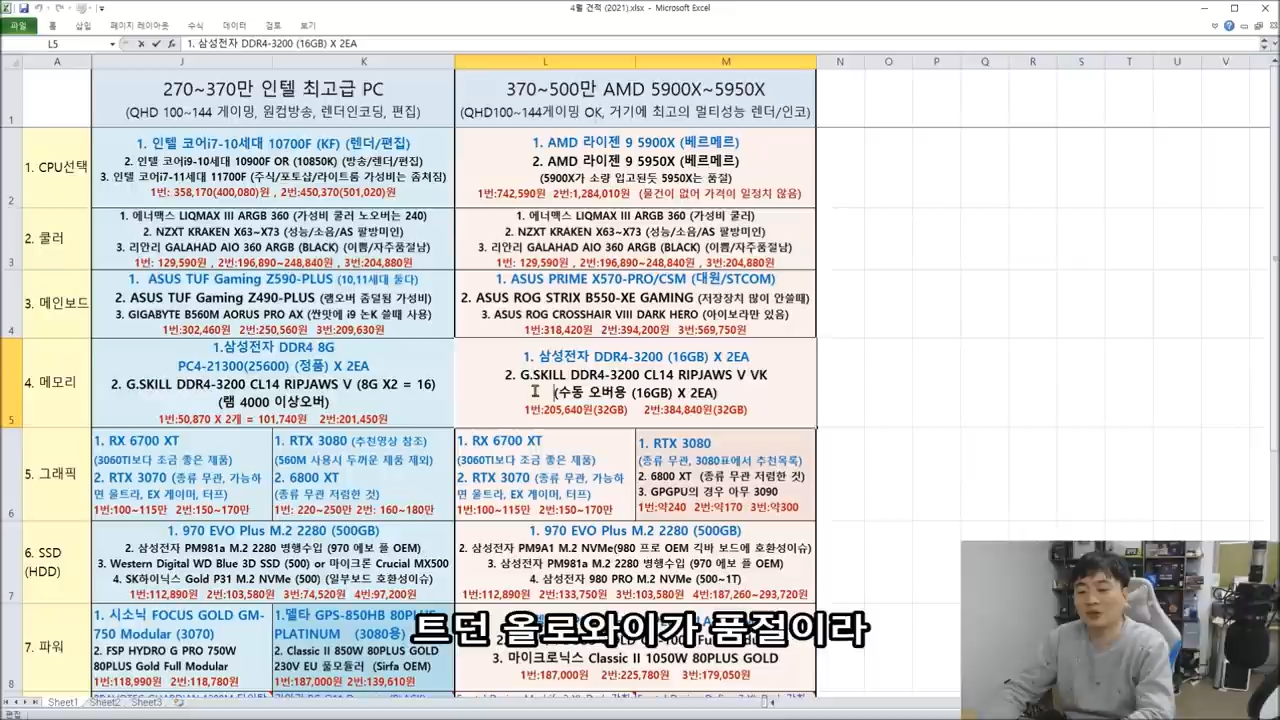 4월 견적 (2021).xlsx - Microsoft Excel
파일 홈 삽입 페이지 레이아웃 수식 데이터 검토 보기
L5 fx 1. 삼성전자 DDR4-3200 (16GB) X 2EA
A J K L M N O P Q R S T U V
1
270~370만 인텔 최고급 PC
(QHD 100~144 게이밍, 원컴방송, 렌더인코딩, 편집)
370~500만 AMD 5900X~5950X
(QHD100~144게이밍 OK, 거기에 최고의 멀티성능 렌더/인코)
2
1. CPU선택
1. 인텔 코어i7-10세대 10700F (KF) (렌더/편집)
2. 인텔 코어i9-10세대 10900F OR (10850K) (방송/렌더/편집)
3. 인텔 코어i7-11세대 11700F (주식/포토샵/라이트룸 가성비는 좀쳐짐)
1번: 358,170(400,080)원 , 2번:450,370(501,020)원
1. AMD 라이젠 9 5900X (베르메르)
2. AMD 라이젠 9 5950X (베르메르)
(5900X가 소량 입고된듯 5950X는 품절)
1번:742,590원 2번:1,284,010원 (물건이 없어 가격이 일정치 않음)
3
2. 쿨러
1. 에너맥스 LIQMAX III ARGB 360 (가성비 쿨러 노오버는 240)
2. NZXT KRAKEN X63~X73 (성능/소음/AS 팔방미인)
3. 리안리 GALAHAD AIO 360 ARGB (BLACK) (이쁨/자주품절남)
1번: 129,590원 , 2번:196,890~248,840원 , 3번:204,880원
1. 에너맥스 LIQMAX III ARGB 360 (가성비 쿨러)
2. NZXT KRAKEN X63~X73 (성능/소음/AS 팔방미인)
3. 리안리 GALAHAD AIO 360 ARGB (BLACK) (이쁨/자주품절남)
1번: 129,590원 , 2번:196,890~248,840원 , 3번:204,880원
4
3. 메인보드
1. ASUS TUF Gaming Z590-PLUS (10,11세대 둘다)
2. ASUS TUF Gaming Z490-PLUS (램오버 좀덜됨 가성비)
3. GIGABYTE B560M AORUS PRO AX (싼맛에 i9 논K 쓸때 사용)
1번:302,460원 2번:250,560원 3번:209,630원
1. ASUS PRIME X570-PRO/CSM (대원/STCOM)
2. ASUS ROG STRIX B550-XE GAMING (저장장치 많이 안쓸때)
3. ASUS ROG CROSSHAIR VIII DARK HERO (아이보라만 있음)
1번:318,420원 2번:394,200원 3번:569,750원
5
4. 메모리
1.삼성전자 DDR4 8G
PC4-21300(25600) (정품) X 2EA
2. G.SKILL DDR4-3200 CL14 RIPJAWS V (8G X2 = 16)
(램 4000 이상오버)
1번:50,870 X 2개 = 101,740원 2번:201,450원
1. 삼성전자 DDR4-3200 (16GB) X 2EA
2. G.SKILL DDR4-3200 CL14 RIPJAWS V VK
(수동 오버용 (16GB) X 2EA)
1번:205,640원(32GB) 2번:384,840원(32GB)
6
5. 그래픽
1. RX 6700 XT
(3060TI보다 조금 좋은 제품)
2. RTX 3070 (종류 무관, 가능하
면 울트라, EX 게이머, 터프)
1번:100~115만 2번:150~170만
1. RTX 3080 (추천영상 참조)
(560M 사용시 두꺼운 제품 제외)
2. 6800 XT
(종류 무관 저렴한 것)
1번: 220~250만 2번: 160~180만
1. RX 6700 XT
(3060TI보다 조금 좋은 제품)
2. RTX 3070 (종류 무관, 가능하
면 울트라, EX 게이머, 터프)
1번:100~115만 2번:150~170만
1. RTX 3080
(종류 무관, 3080표에서 추천목록)
2. 6800 XT (종류 무관 저렴한 것)
3. GPGPU의 경우 아무 3090
1번:약240 2번:약170 3번:약300
7
6. SSD
(HDD)
1. 970 EVO Plus M.2 2280 (500GB)
2. 삼성전자 PM981a M.2 2280 병행수입 (970 에보 플 OEM)
3. Western Digital WD Blue 3D SSD (500) or 마이크론 Crucial MX500
4. SK하이닉스 Gold P31 M.2 NVMe (500) (일부보드 호환성이슈)
1번:112,890원 2번:103,580원 3번:74,520원 4번:97,200원
1. 970 EVO Plus M.2 2280 (500GB)
2. 삼성전자 PM9A1 M.2 NVMe(980 프로 OEM 긱바 보드에 호환성이슈)
3. 삼성전자 PM981a M.2 2280 병행수입 (970 에보 플 OEM)
4. 삼성전자 980 PRO M.2 NVMe (500~1T)
1번:112,890원 2번:133,750원 3번:103,580원 4번:187,260~293,720원
8
7. 파워
1. 시소닉 FOCUS GOLD GM-
750 Modular (3070)
2. FSP HYDRO G PRO 750W
80PLUS Gold Full Modular
1번:118,990원 2번:118,780원
1.델타 GPS-850HB 80PLUS
PLATINUM (3080용)
2. Classic II 850W 80PLUS GOLD
230V EU 풀모듈러 (Sirfa OEM)
1번:187,000원 2번:139,610원
3. 마이크로닉스 Classic II 1050W 80PLUS GOLD
1번:187,000원 2번:225,780원 3번:179,050원
트던 올로와이가 품절이라
Sheet1 Sheet2 Sheet3
편집